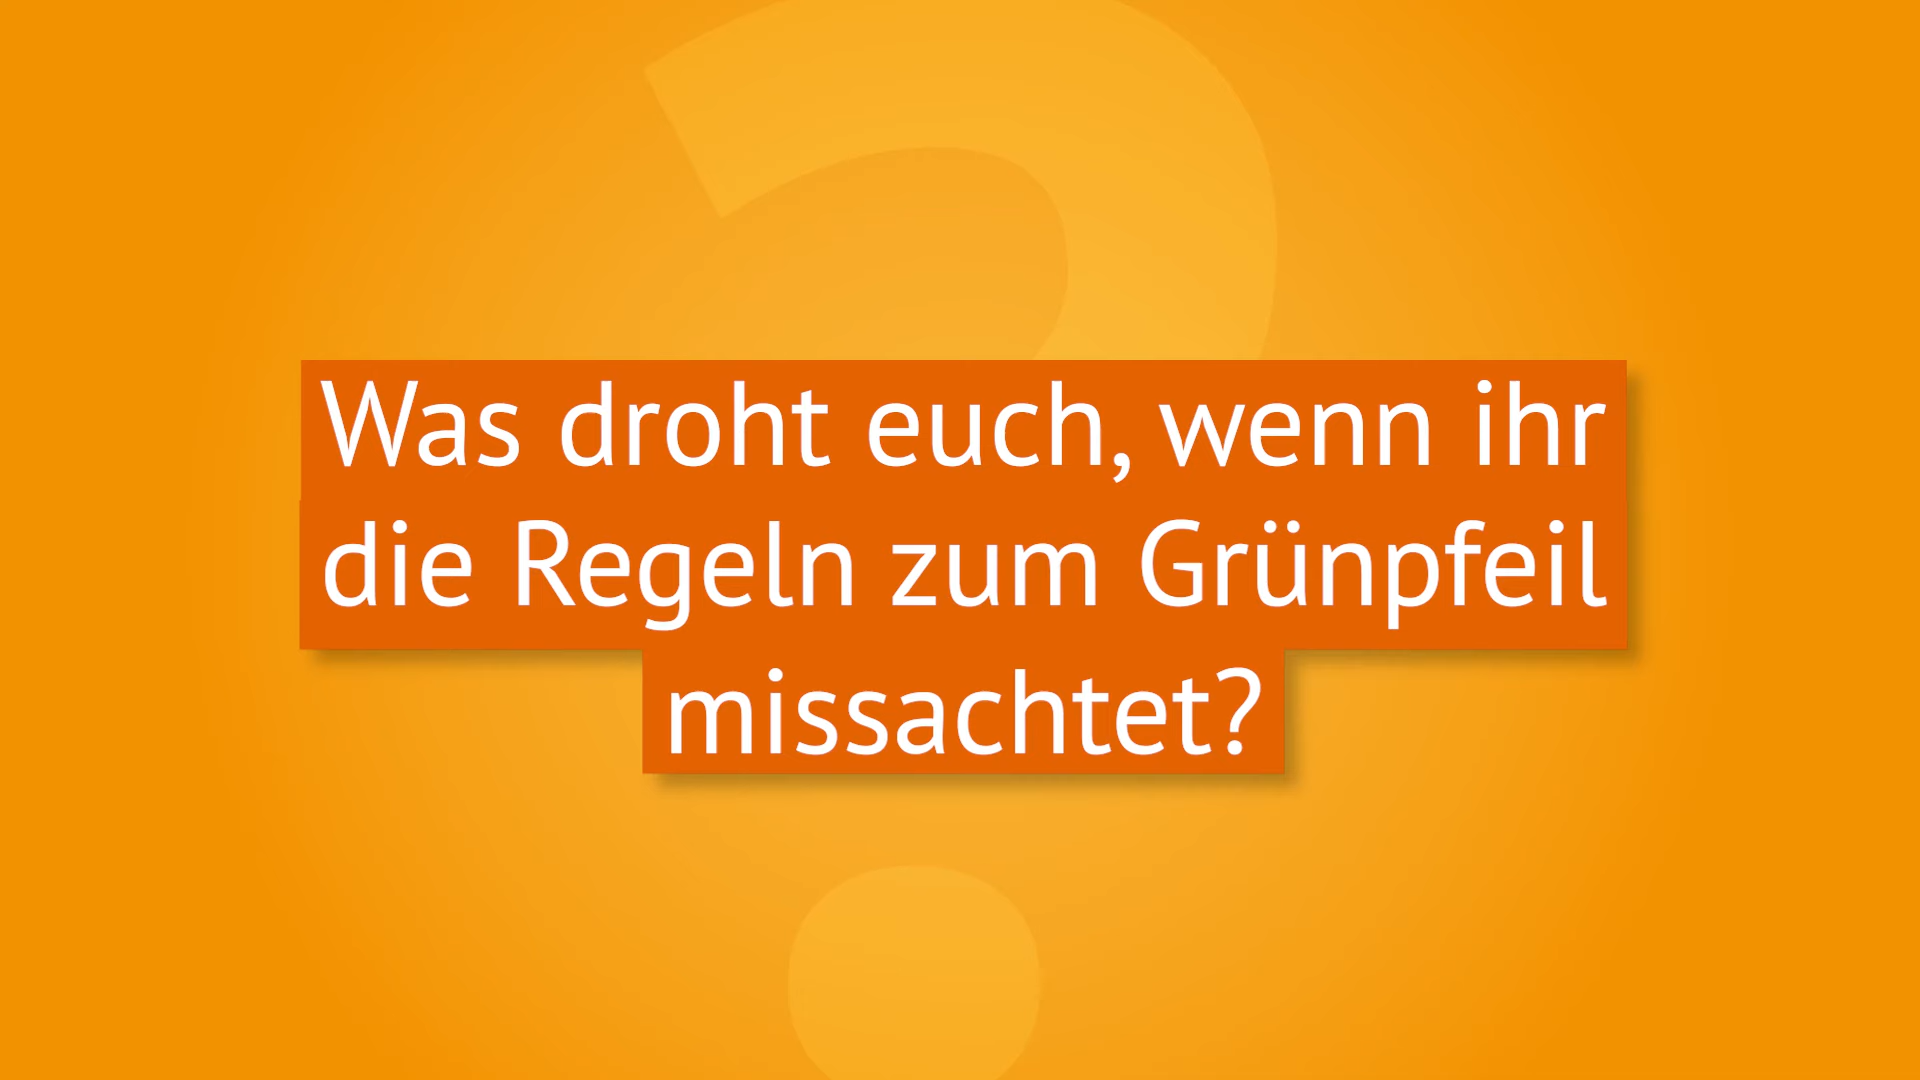 Was droht euch, wenn ihr
die Regeln zum Grünpfeil
missachtet?